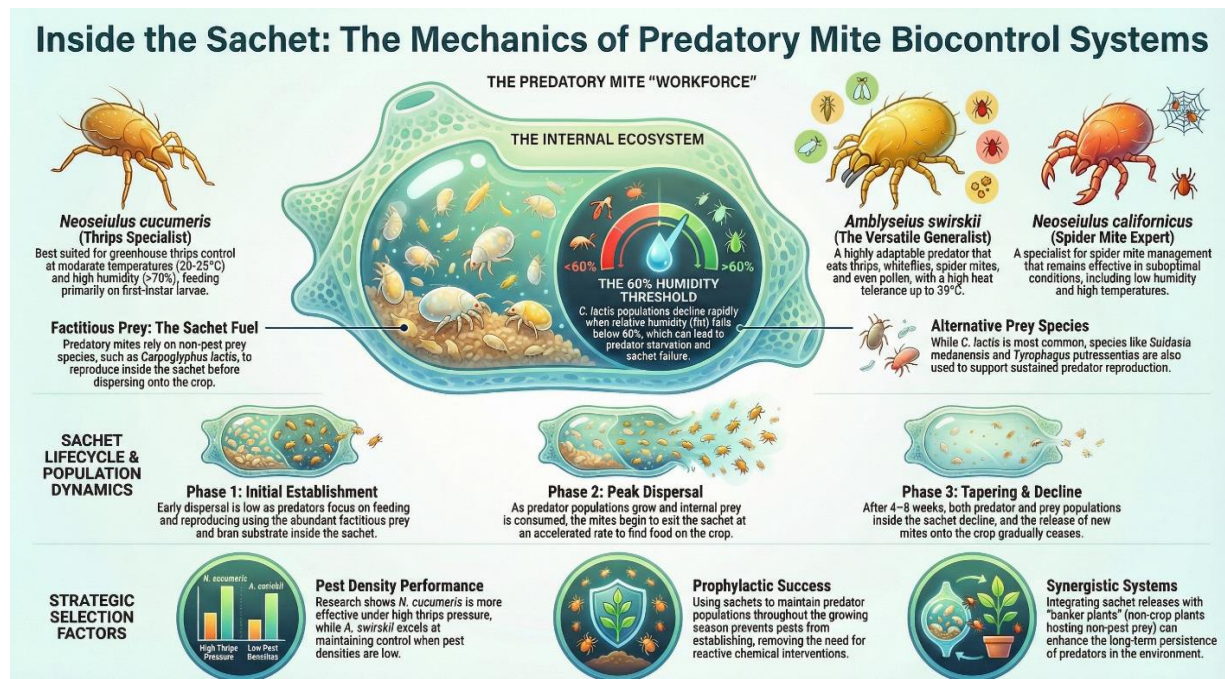 Inside the Sachet: The Mechanics of Predatory Mite Biocontrol Systems
THE PREDATORY MITE “WORKFORCE”
THE INTERNAL ECOSYSTEM
Neoseiulus cucumeris
(Thrips Specialist)
Best suited for greenhouse thrips control
at modarate temperatures (20-25°C)
and high humidity (>70%), feeding
primarily on first-instar larvae.
<60%
>60%
THE 60% HUMIDITY
THRESHOLD
C. lactis populations decline rapidly
when relative humidity (fht) fails
below 60%, which can lead to
predator starvation and
sachet failure.
Amblyseius swirskii
(The Versatile Generalist)
A highly adaptable predator that
eats thrips, whiteflies, spider mites,
and even pollen, with a high heat
tolerance up to 39°C.
Neoseiulus californicus
(Spider Mite Expert)
A specialist for spider mite management
that remains effective in suboptimal
conditions, including low humidity
and high temperatures.
Factitious Prey: The Sachet Fuel
Predatory mites rely on non-pest prey
species, such as Carpoglyphus lactis, to
reproduce inside the sachet before
dispersing onto the crop.
Alternative Prey Species
While C. lactis is most common, species like Suidasia
medanensis and Tyrophagus putressentias are also
used to support sustained predator reproduction.
SACHET
LIFECYCLE &
POPULATION
DYNAMICS
Phase 1: Initial Establishment
Early dispersal is low as predators focus on feeding
and reproducing using the abundant factitious prey
and bran substrate inside the sachet.
Phase 2: Peak Dispersal
As predator populations grow and internal prey
is consumed, the mites begin to exit the sachet at
an accelerated rate to find food on the crop.
Phase 3: Tapering & Decline
After 4–8 weeks, both predator and prey populations
inside the sachet decline, and the release of new
mites onto the crop gradually ceases.
STRATEGIC
SELECTION
FACTORS
N. eocumeric
A. caniekil
High Thripe
Pressure
Low Pest
Bensiltas
Pest Density Performance
Research shows N. cucumeris is more
effective under high thrips pressure,
while A. swirskil excels at
maintaining control when pest
densities are low.
Prophylactic Success
Using sachets to maintain predator
populations throughout the growing
season prevents pests from
establishing, removing the need for
reactive chemical interventions.
Synergistic Systems
Integrating sachet releases with
“banker plants” (non-crop plants
hosting non-pest prey) can
enhance the long-term persistence
of predators in the environment.